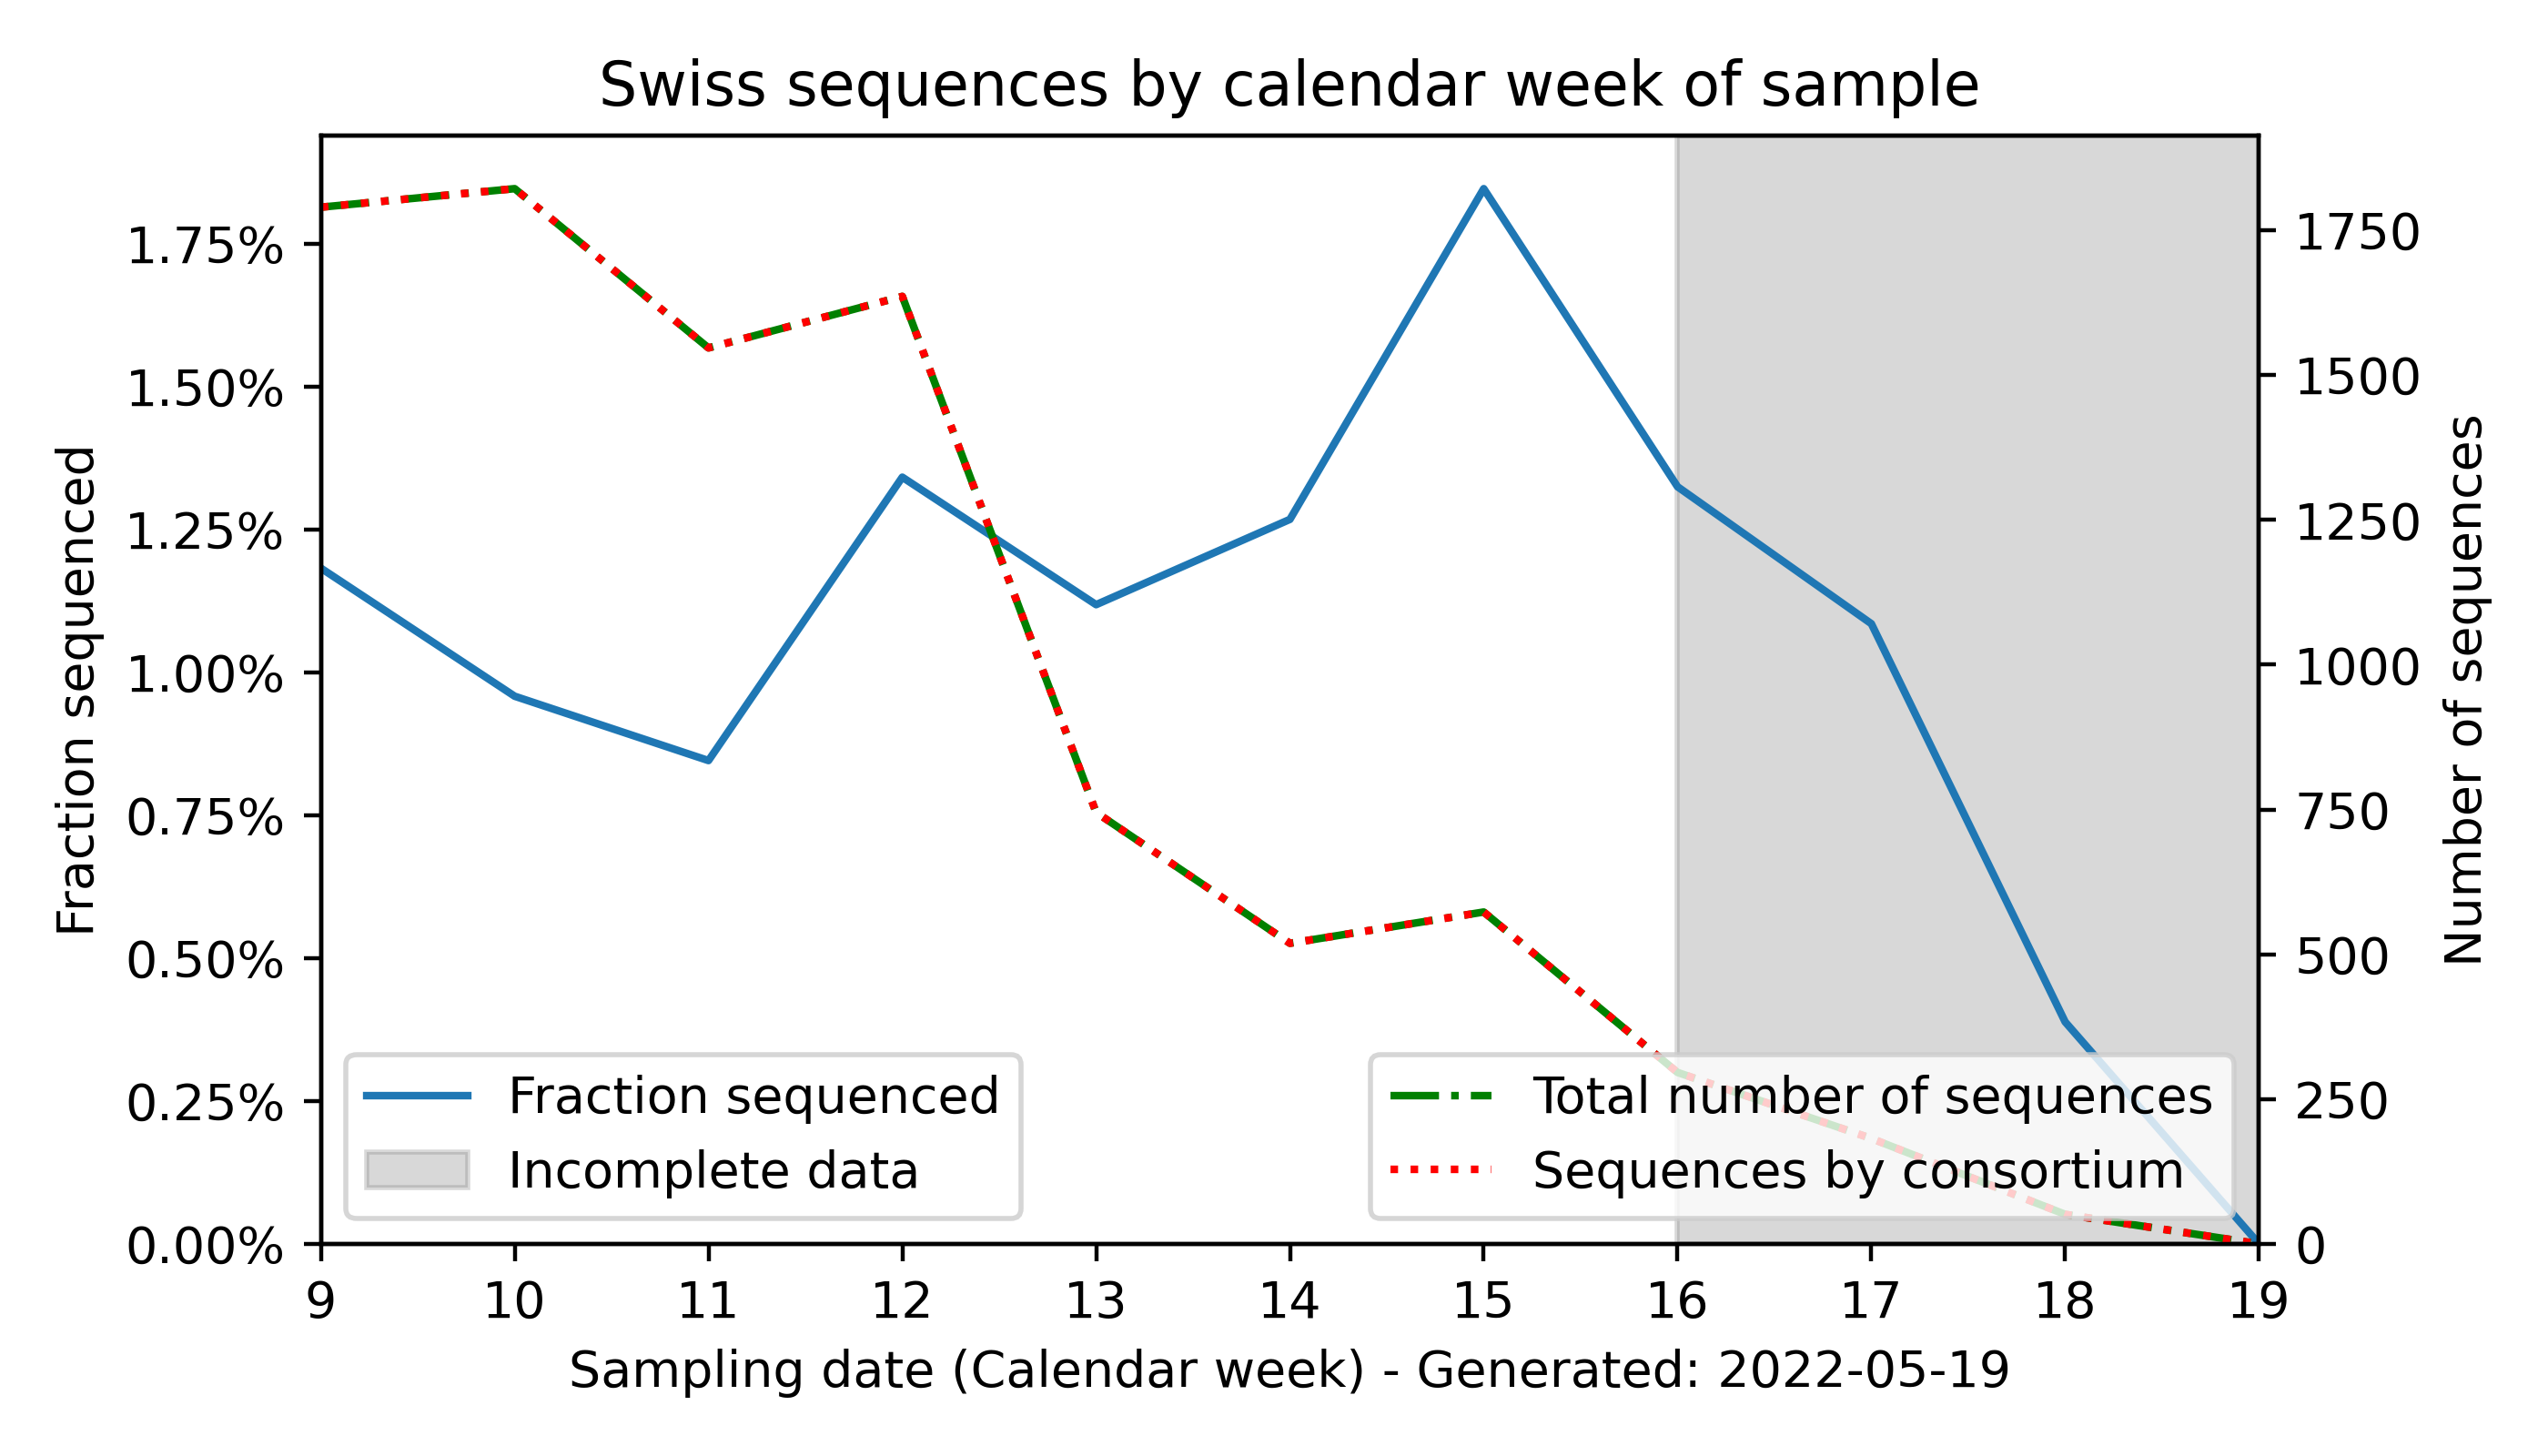 Swiss sequences by calendar week of sample
1.75%
1.50%
1.25%
1.00%
0.75%
0.50%
0.25%
0.00%
Fraction sequenced
1750
1500
1250
1000
750
500
250
0
Number of sequences
Fraction sequenced
Incomplete data
Total number of sequences
Sequences by consortium
9 10 11 12 13 14 15 16 17 18 19
Sampling date (Calendar week) - Generated: 2022-05-19